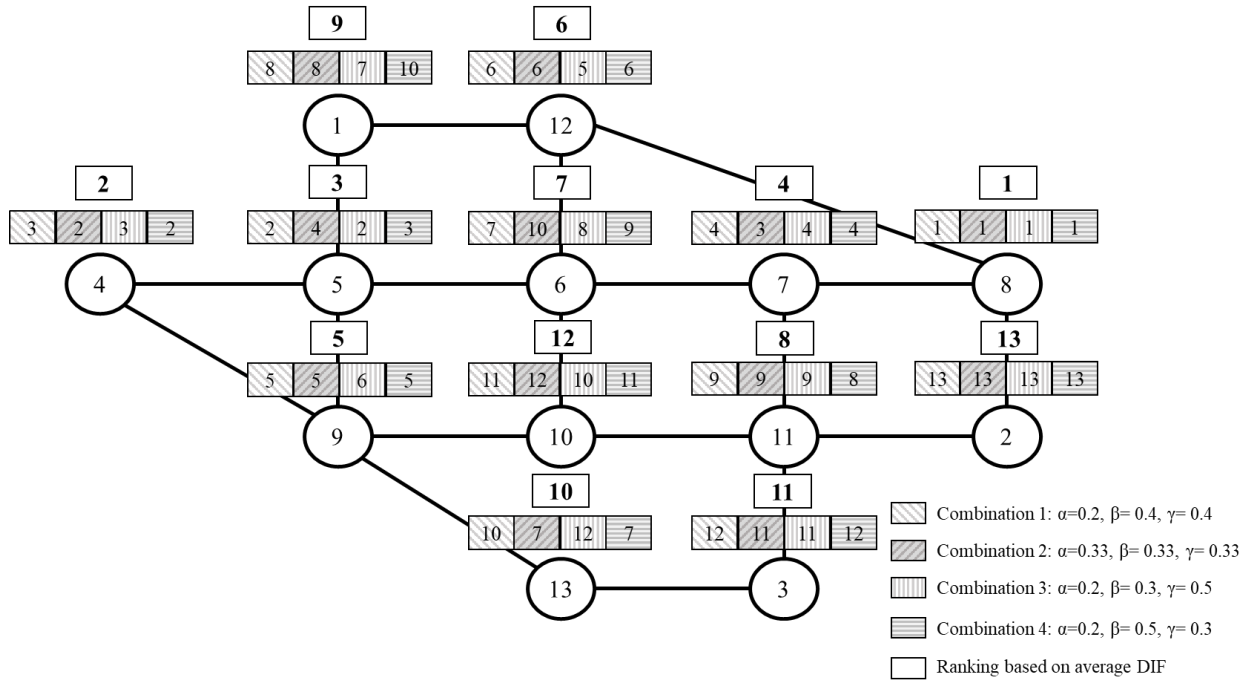 9 6
8 8 7 10 6 6 5 6
1 12
2 3 7 4 1
3 2 3 2 2 4 2 3 7 10 8 9 4 3 4 4 1 1 1 1
4 5 6 7 8
5 12 8 13
5 5 6 5 11 12 10 11 9 9 9 8 13 13 13 13
9 10 11 2
10 11
10 7 12 7 12 11 11 12
13 3
Combination 1: α=0.2, β= 0.4, γ= 0.4
Combination 2: α=0.33, β= 0.33, γ= 0.33
Combination 3: α=0.2, β= 0.3, γ= 0.5
Combination 4: α=0.2, β= 0.5, γ= 0.3
Ranking based on average DIF